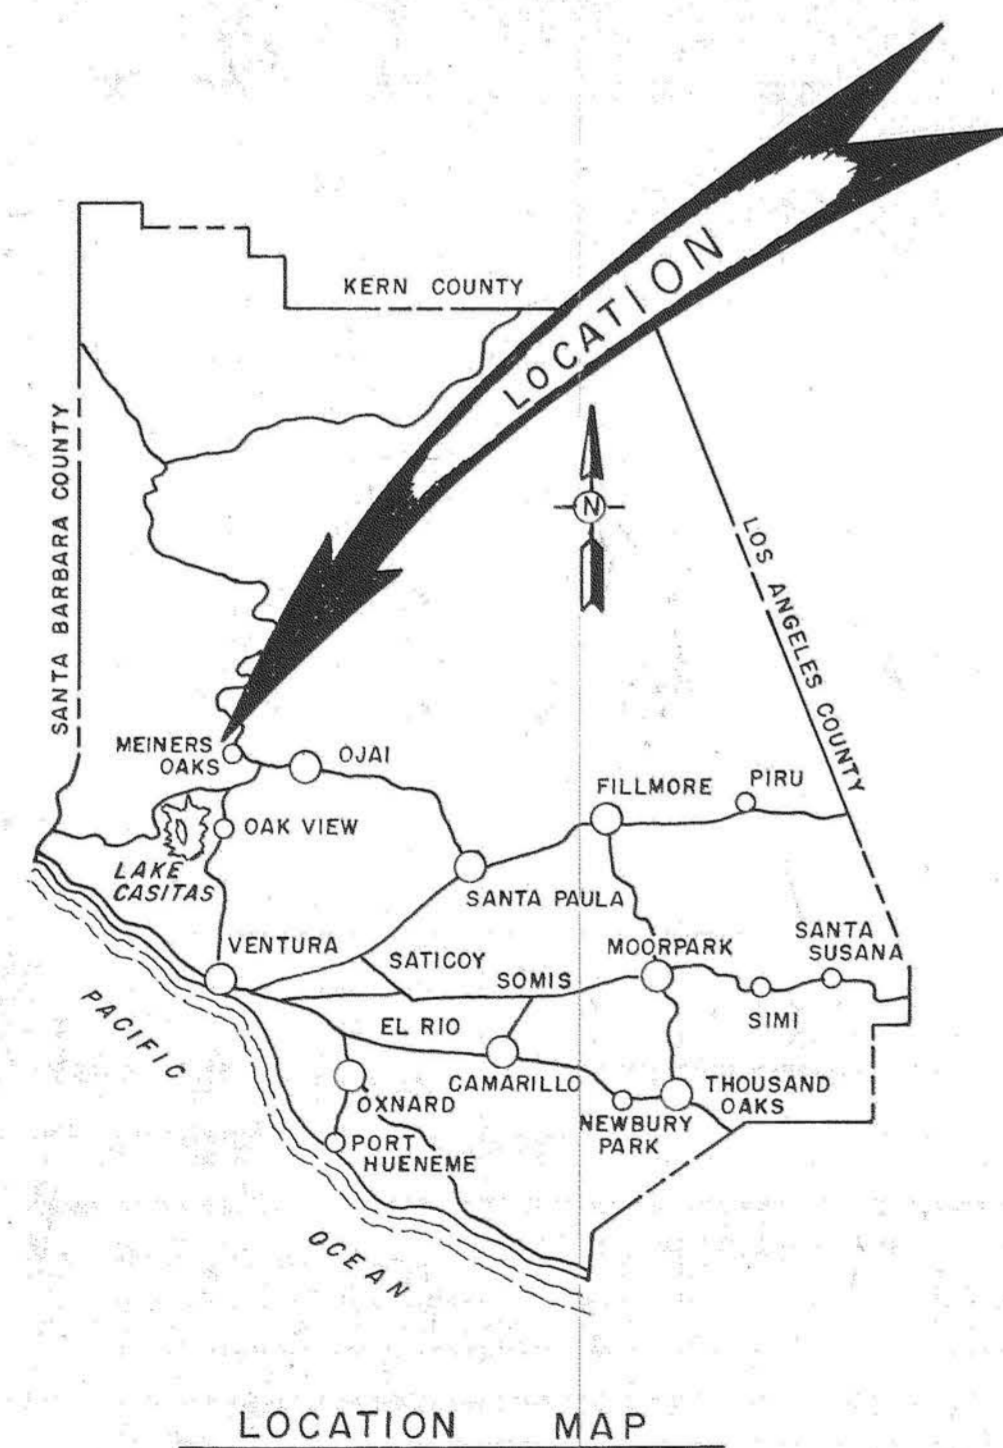 LOCATION
KERN COUNTY
SANTA BARBARA COUNTY
N
LOS ANGELES COUNTY
MEINERS
OAKS
OJAI
FILLMORE
PIRU
OAK VIEW
LAKE
CASITAS
SANTA PAULA
SANTA
SUSANA
VENTURA
SATICOY
SOMIS
MOORPARK
SIMI
EL RIO
CAMARILLO
THOUSAND
OAKS
OXNARD
NEWBURY
PARK
PORT
HUENEME
PACIFIC
OCEAN
LOCATION MAP